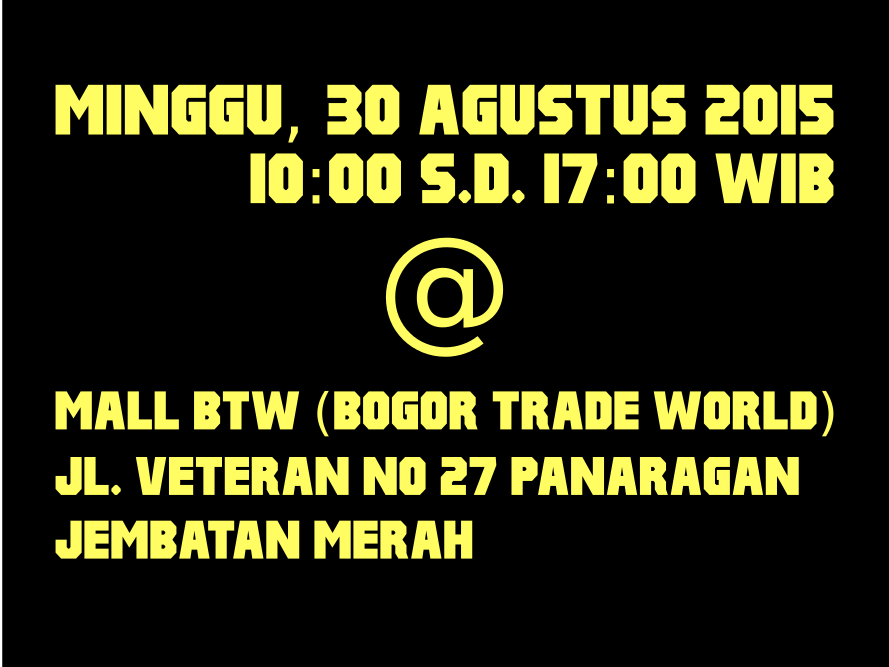 MINGGU, 30 AGUSTUS 2015
10:00 S.D. 17:00 WIB
@
MALL BTW (BOGOR TRADE WORLD)
JL. VETERAN NO 27 PANARAGAN
JEMBATAN MERAH